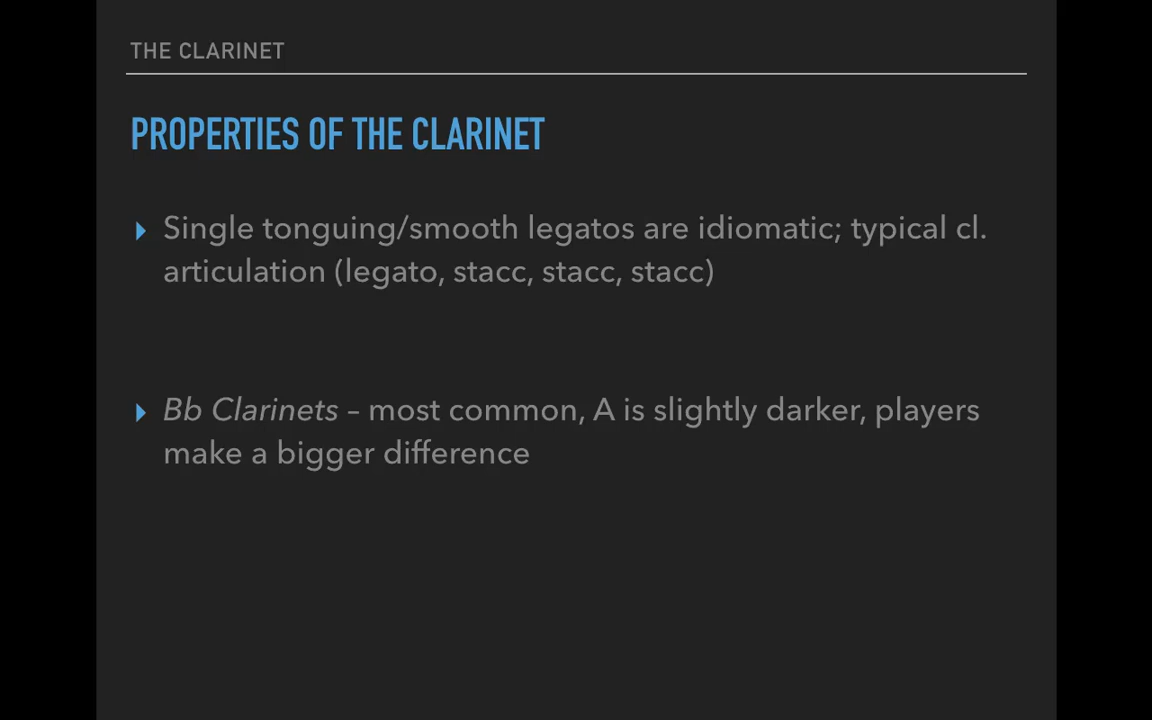 THE CLARINET
PROPERTIES OF THE CLARINET
Single tonguing/smooth legatos are idiomatic; typical cl.
articulation (legato, stacc, stacc, stacc)
Bb Clarinets – most common, A is slightly darker, players
make a bigger difference